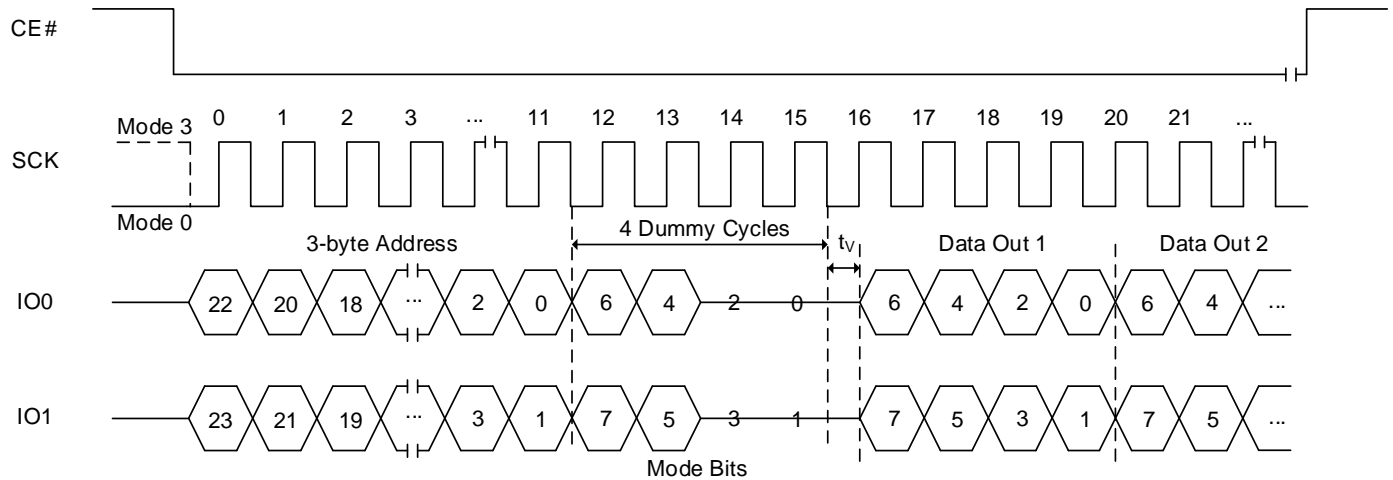 CE#
0 1 2 3 ... 11 12 13 14 15 16 17 18 19 20 21 ...
Mode 3
SCK
Mode 0
3-byte Address
4 Dummy Cycles
tV
Data Out 1
Data Out 2
IO0
22 20 18 ... 2 0 6 4 2 0 6 4 2 0 6 4 ...
IO1
23 21 19 ... 3 1 7 5 3 1 7 5 3 1 7 5 ...
Mode Bits